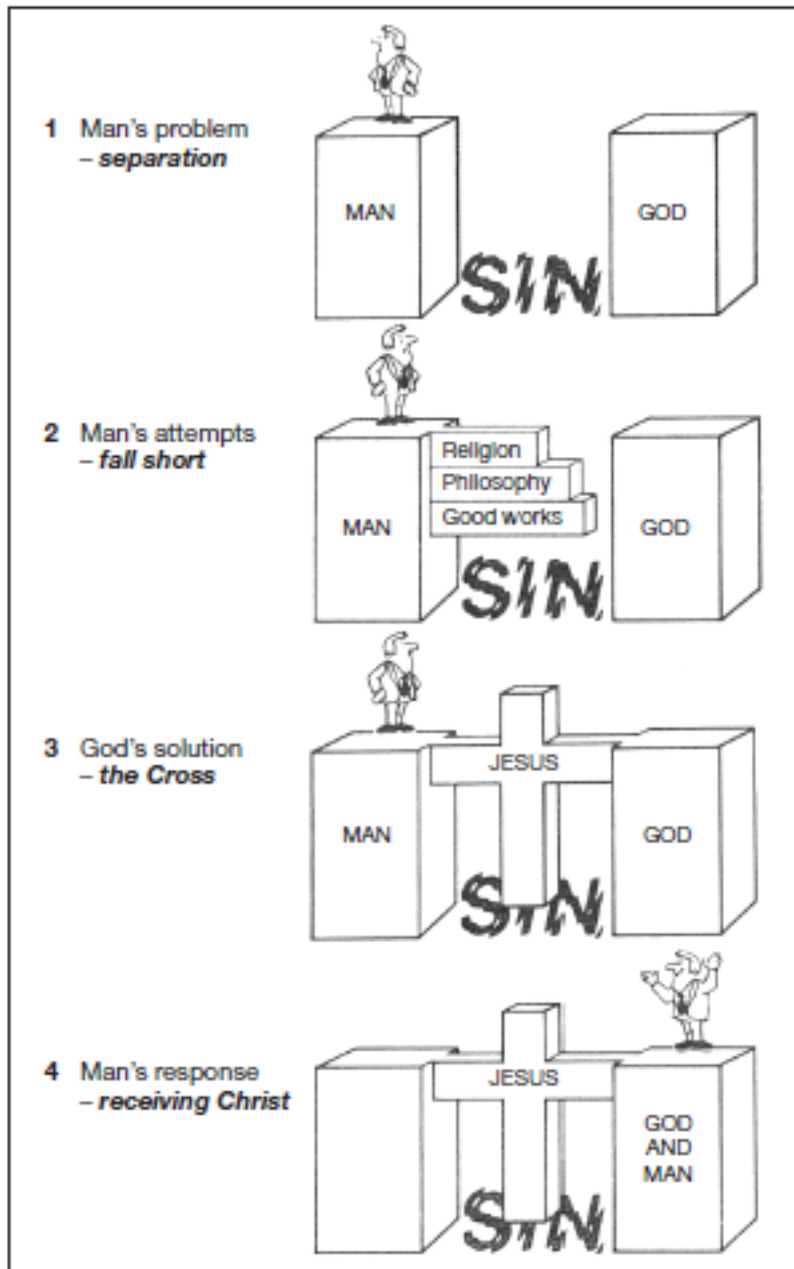 1 Man's problem
– separation
MAN
GOD
SIN
2 Man's attempts
– fall short
Religion
Philosophy
Good works
MAN
GOD
SIN
3 God's solution
– the Cross
JESUS
MAN
GOD
SIN
4 Man's response
– receiving Christ
JESUS
GOD
AND
MAN
SIN